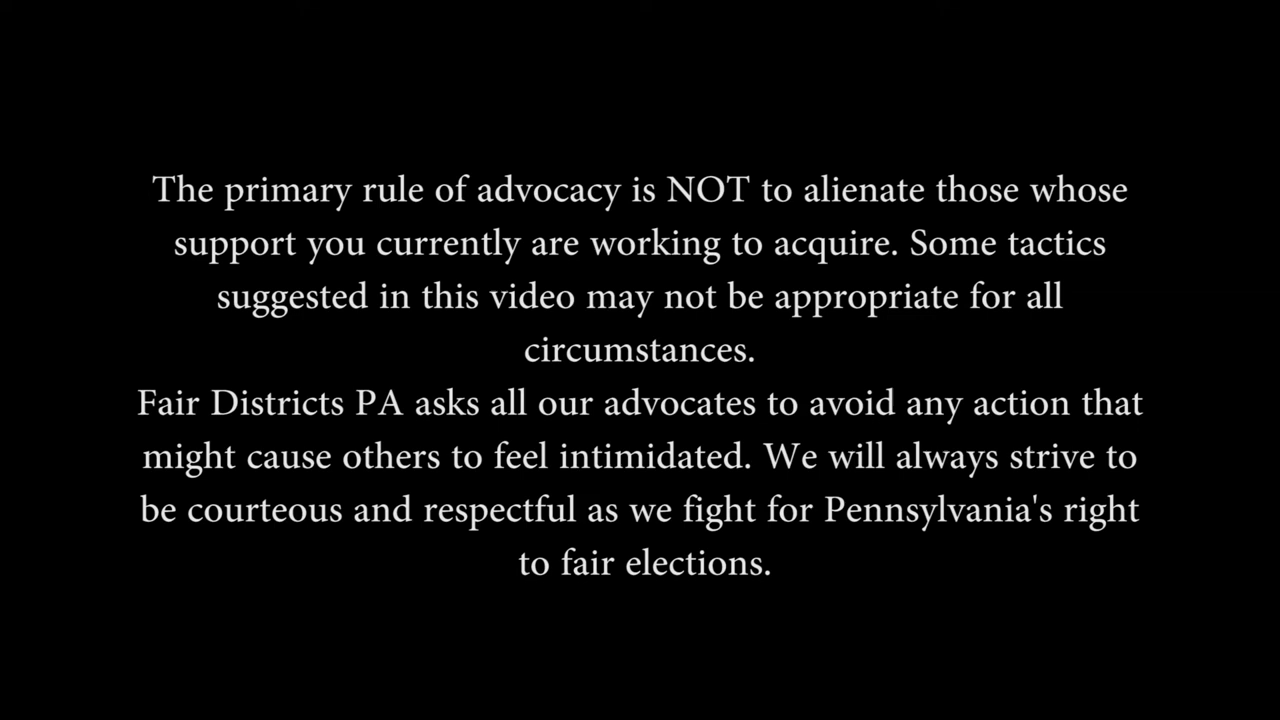 The primary rule of advocacy is NOT to alienate those whose
support you currently are working to acquire. Some tactics
suggested in this video may not be appropriate for all
circumstances.
Fair Districts PA asks all our advocates to avoid any action that
might cause others to feel intimidated. We will always strive to
be courteous and respectful as we fight for Pennsylvania's right
to fair elections.